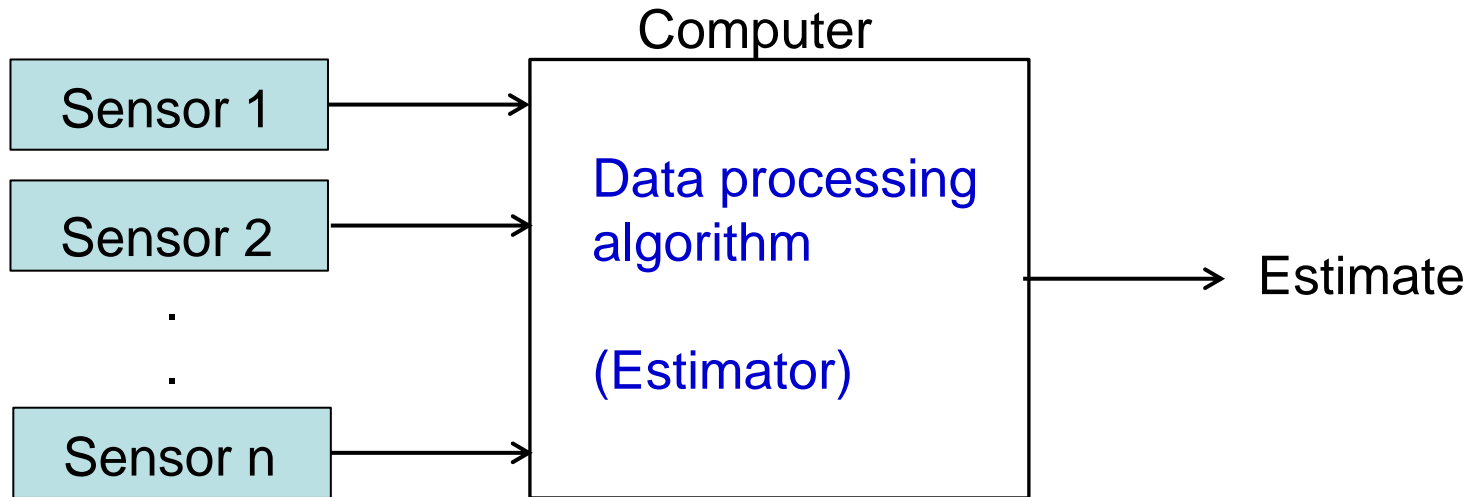 Computer
Sensor 1
Sensor 2
.
.
Sensor n
Data processing
algorithm
(Estimator)
Estimate